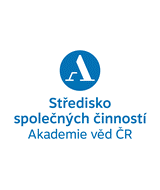 Středisko
společných činností
Akademie věd ČR